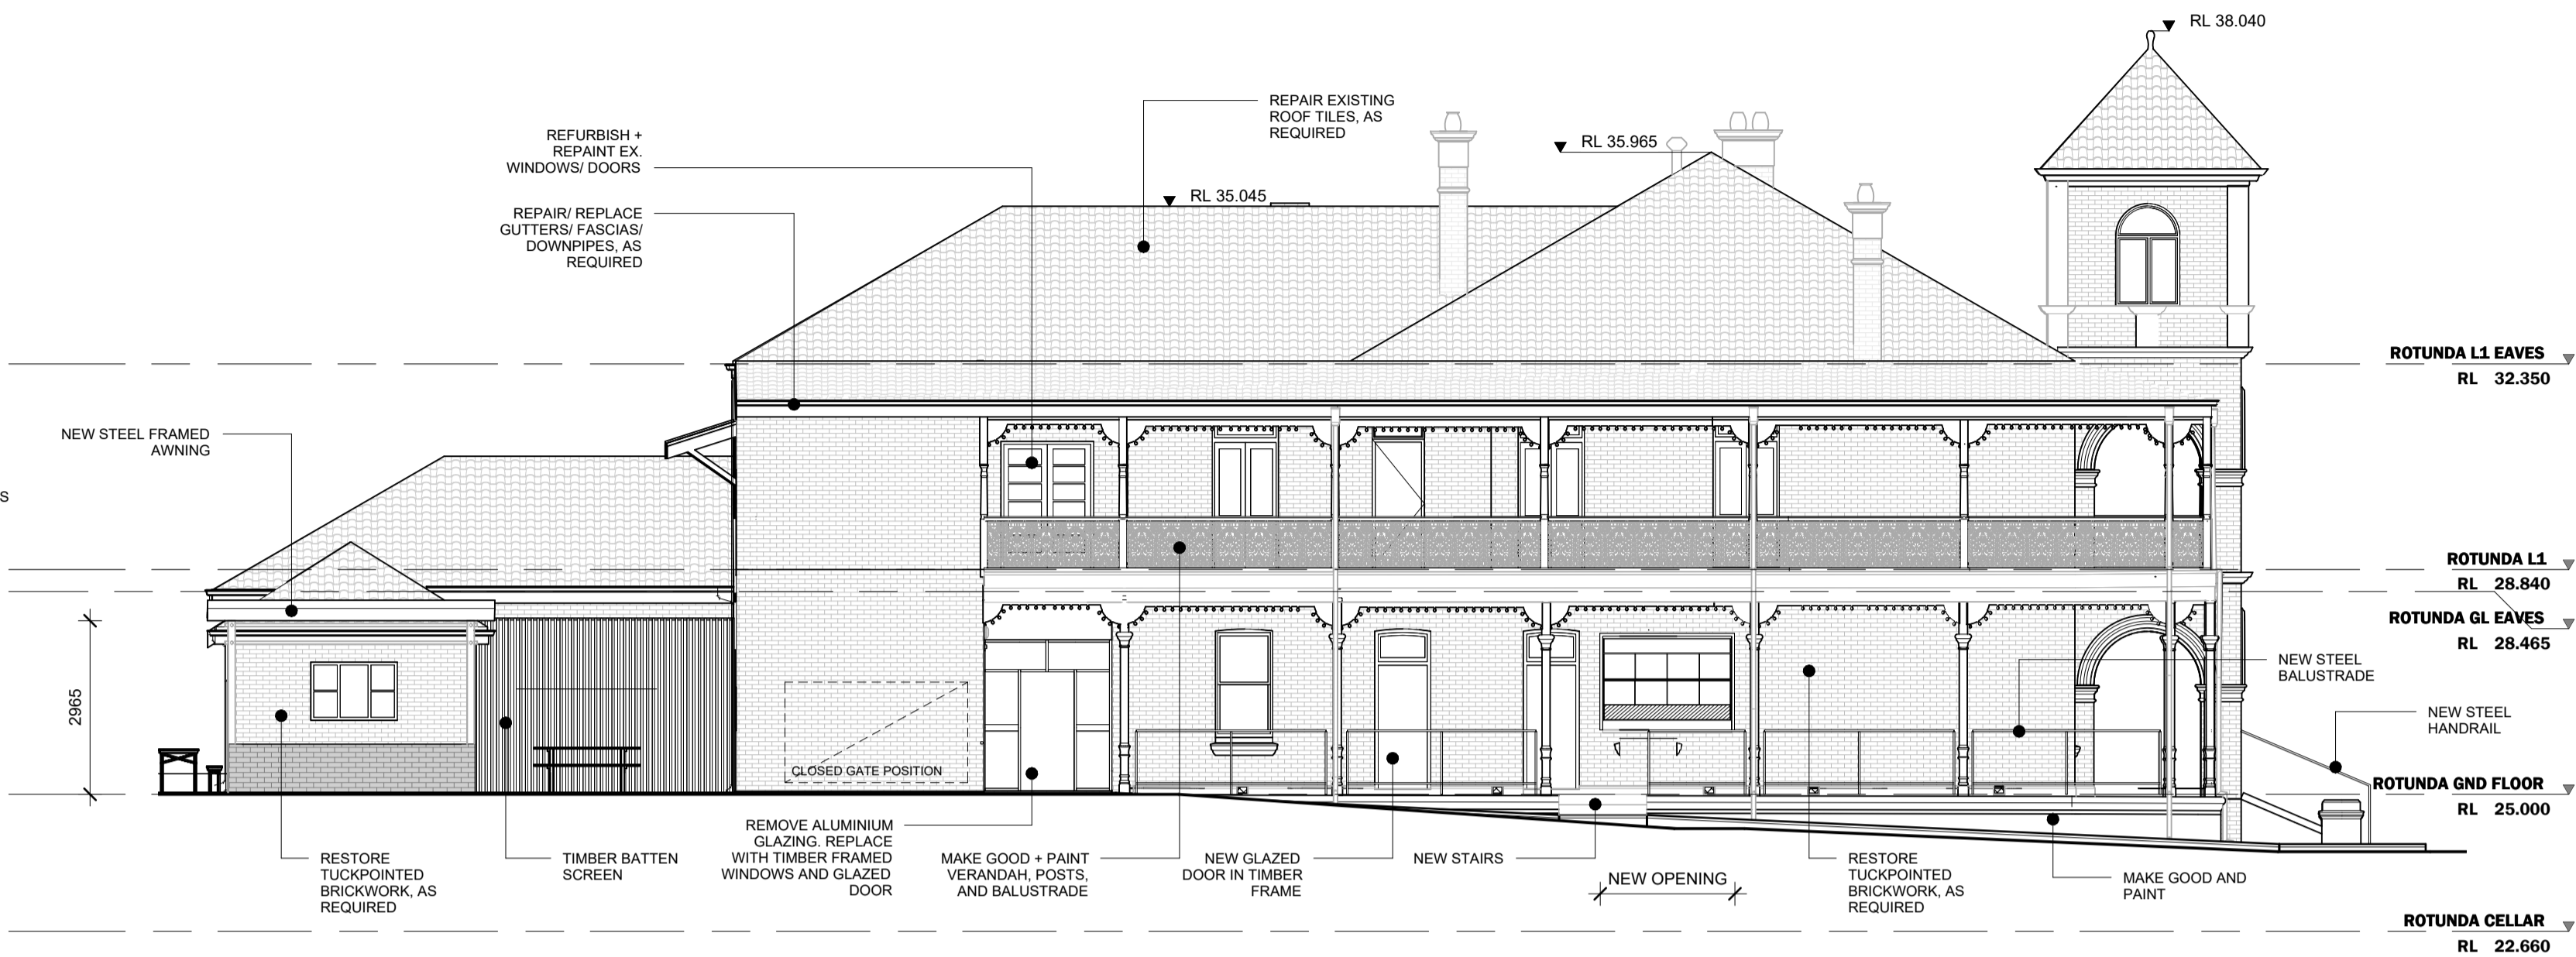 RL 38.040
REPAIR EXISTING
ROOF TILES, AS
REQUIRED
REFURBISH +
REPAINT EX.
WINDOWS/ DOORS
RL 35.965
RL 35.045
REPAIR/ REPLACE
GUTTERS/ FASCIAS/
DOWNPIPES, AS
REQUIRED
ROTUNDA L1 EAVES
RL 32.350
NEW STEEL FRAMED
AWNING
S
ROTUNDA L1
RL 28.840
ROTUNDA GL EAVES
RL 28.465
NEW STEEL
BALUSTRADE
2965
NEW STEEL
HANDRAIL
CLOSED GATE POSITION
ROTUNDA GND FLOOR
RL 25.000
RESTORE
TUCKPOINTED
BRICKWORK, AS
REQUIRED
TIMBER BATTEN
SCREEN
REMOVE ALUMINIUM
GLAZING. REPLACE
WITH TIMBER FRAMED
WINDOWS AND GLAZED
DOOR
MAKE GOOD + PAINT
VERANDAH, POSTS,
AND BALUSTRADE
NEW GLAZED
DOOR IN TIMBER
FRAME
NEW STAIRS
NEW OPENING
RESTORE
TUCKPOINTED
BRICKWORK, AS
REQUIRED
MAKE GOOD AND
PAINT
ROTUNDA CELLAR
RL 22.660